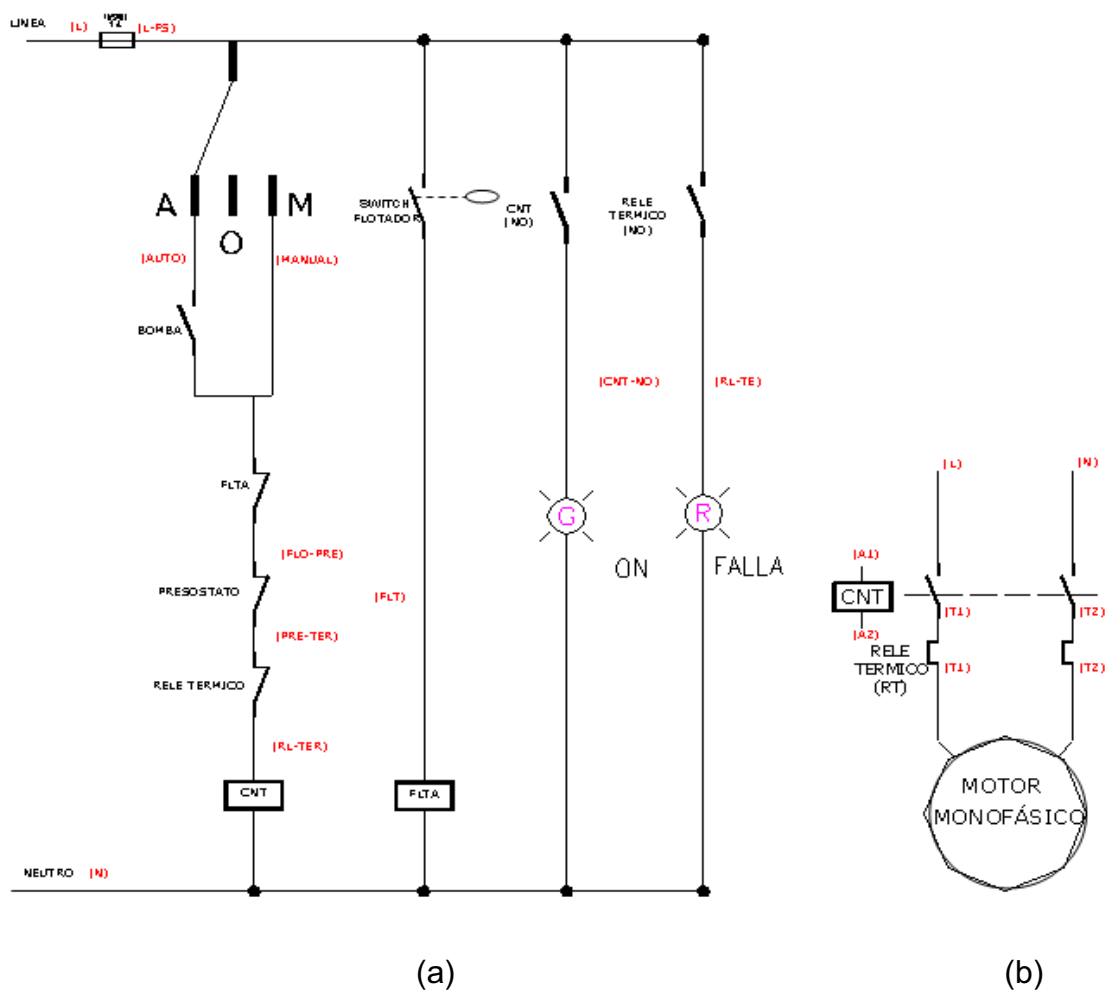 LINEA
(L)
(L-FS)
A
O
M
(AUTO)
(MANUAL)
BOMBA
FLTA
(FLO-PRE)
PRESOSTATO
(PRE-TER)
RELE TERMICO
(RL-TER)
CNT
SWITCH
FLOTADOR
(FLT)
FLTA
CNT
(NO)
(CNT-NO)
G
ON
RELE
TERMICO
(NO)
(RL-TE)
R
FALLA
NEUTRO
(N)
(L)
(N)
(A1)
CNT
(A2)
(T1)
(T2)
RELE
TERMICO
(RT)
(T1)
(T2)
MOTOR
MONOFÁSICO
(a)
(b)